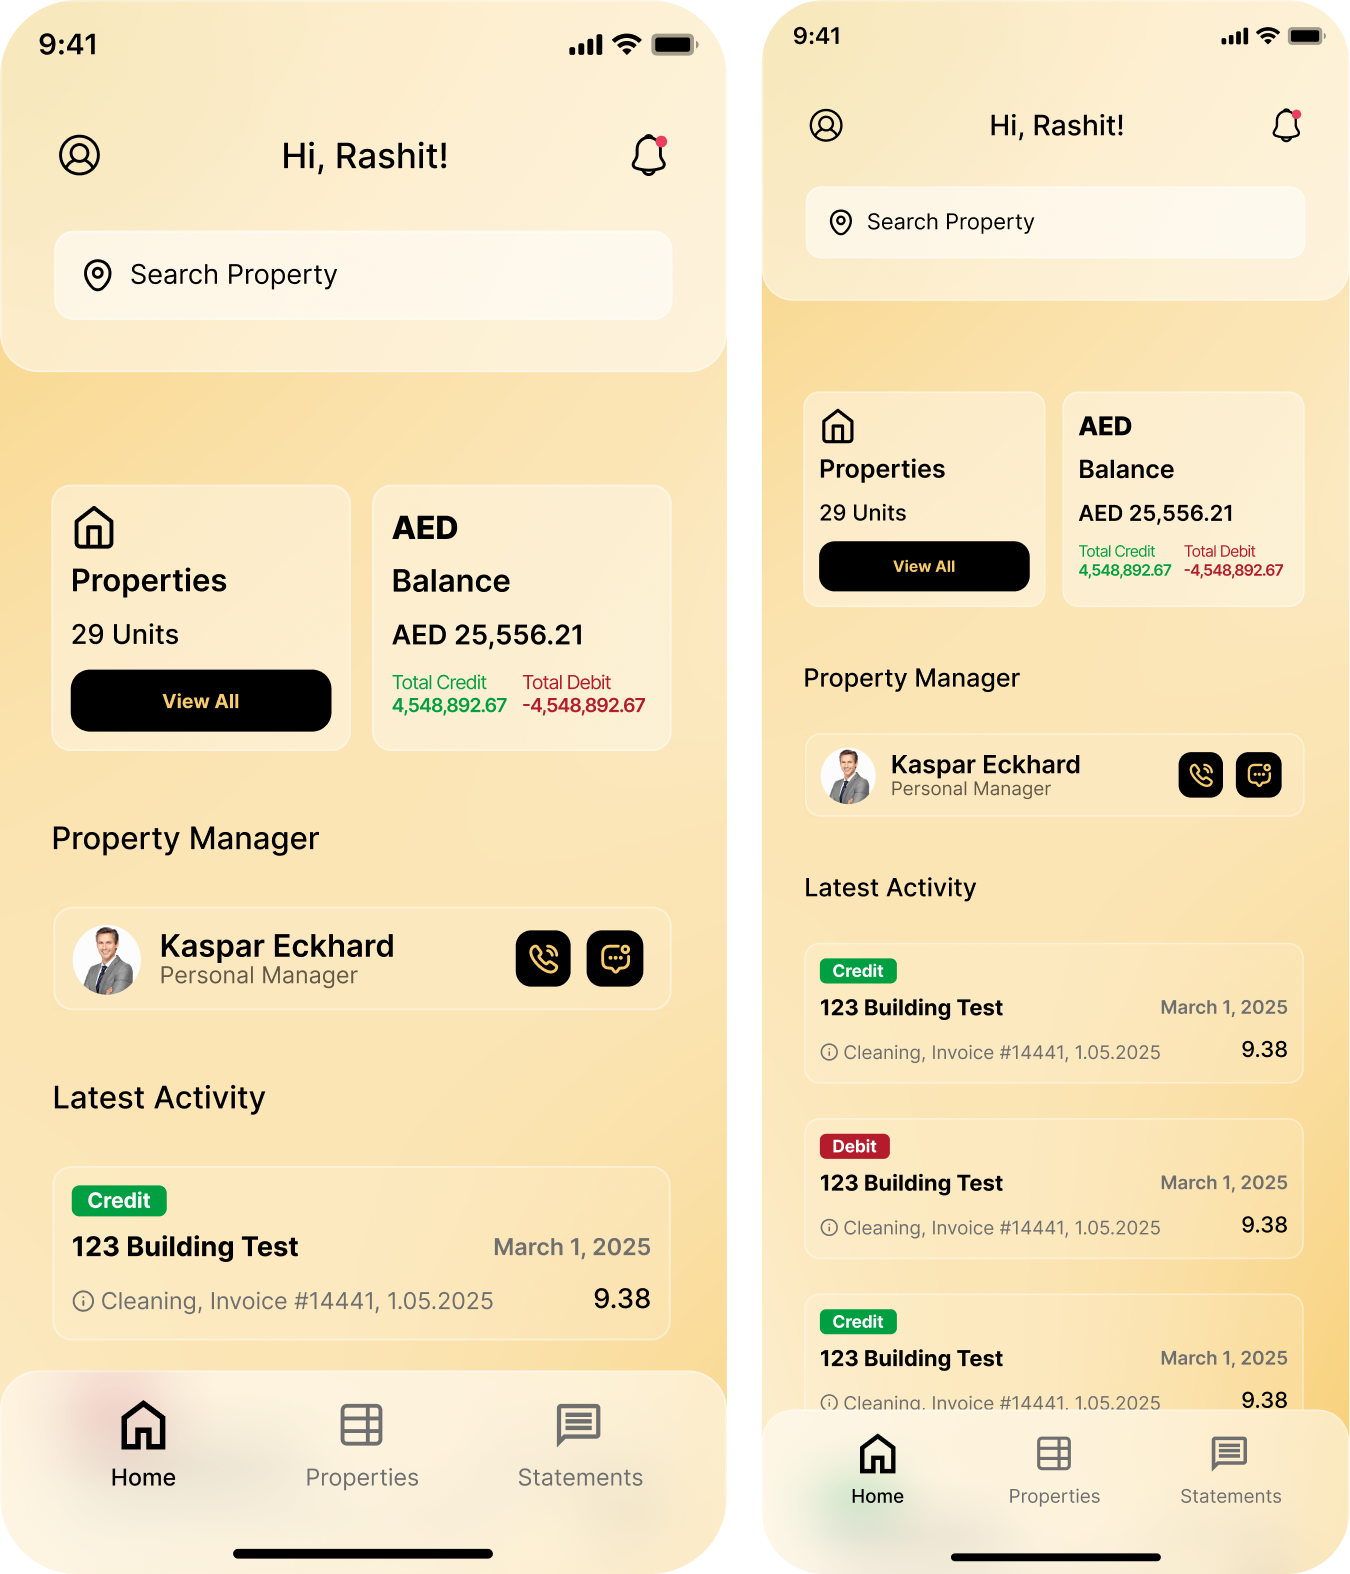 9:41
Hi, Rashit!
Search Property
Properties
29 Units
View All
AED
Balance
AED 25,556.21
Total Credit Total Debit
4,548,892.67 -4,548,892.67
Property Manager
Kaspar Eckhard
Personal Manager
Latest Activity
Credit
123 Building Test March 1, 2025
Cleaning, Invoice #14441, 1.05.2025 9.38
Home Properties Statements
9:41
Hi, Rashit!
Search Property
Properties
29 Units
View All
AED
Balance
AED 25,556.21
Total Credit Total Debit
4,548,892.67 -4,548,892.67
Property Manager
Kaspar Eckhard
Personal Manager
Latest Activity
Credit
123 Building Test March 1, 2025
Cleaning, Invoice #14441, 1.05.2025 9.38
Debit
123 Building Test March 1, 2025
Cleaning, Invoice #14441, 1.05.2025 9.38
Credit
123 Building Test March 1, 2025
Cleaning, Invoice #14441, 1.05.2025 9.38
Home Properties Statements